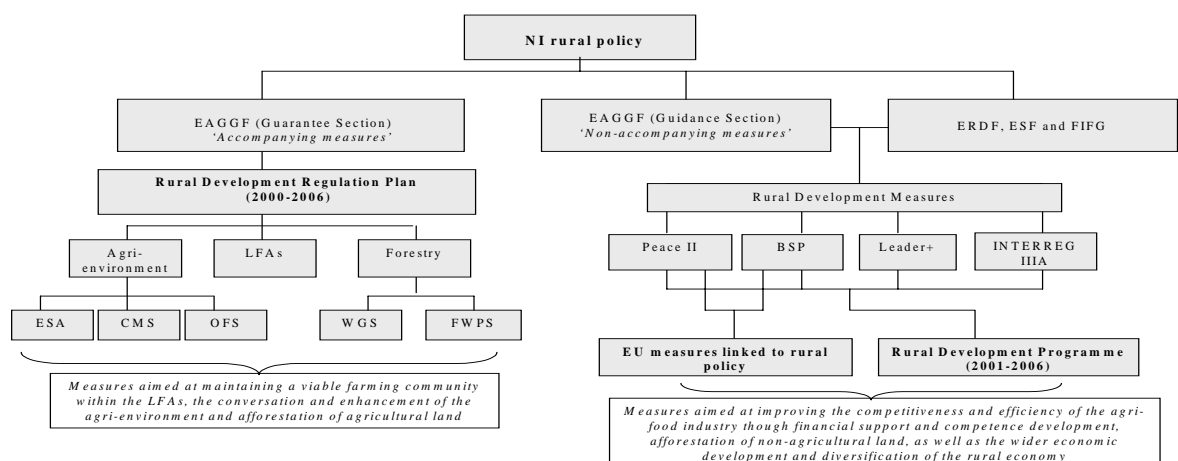 NI rural policy
EAGGF (Guarantee Section)
‘Accompanying measures’
EAGGF (Guidance Section)
‘Non-accompanying measures’
ERDF, ESF and FIFG
Rural Development Regulation Plan
(2000-2006)
Rural Development Measures
Agri-
environment
LFAs
Forestry
Peace II
BSP
Leader+
INTERREG
IIIA
ESA
CMS
OFS
WGS
FWPS
EU measures linked to rural
policy
Rural Development Programme
(2001-2006)
Measures aimed at maintaining a viable farming community
within the LFAs, the conversation and enhancement of the
agri-environment and afforestation of agricultural land
Measures aimed at improving the competitiveness and efficiency of the agri-
food industry though financial support and competence development,
afforestation of non-agricultural land, as well as the wider economic
development and diversification of the rural economy